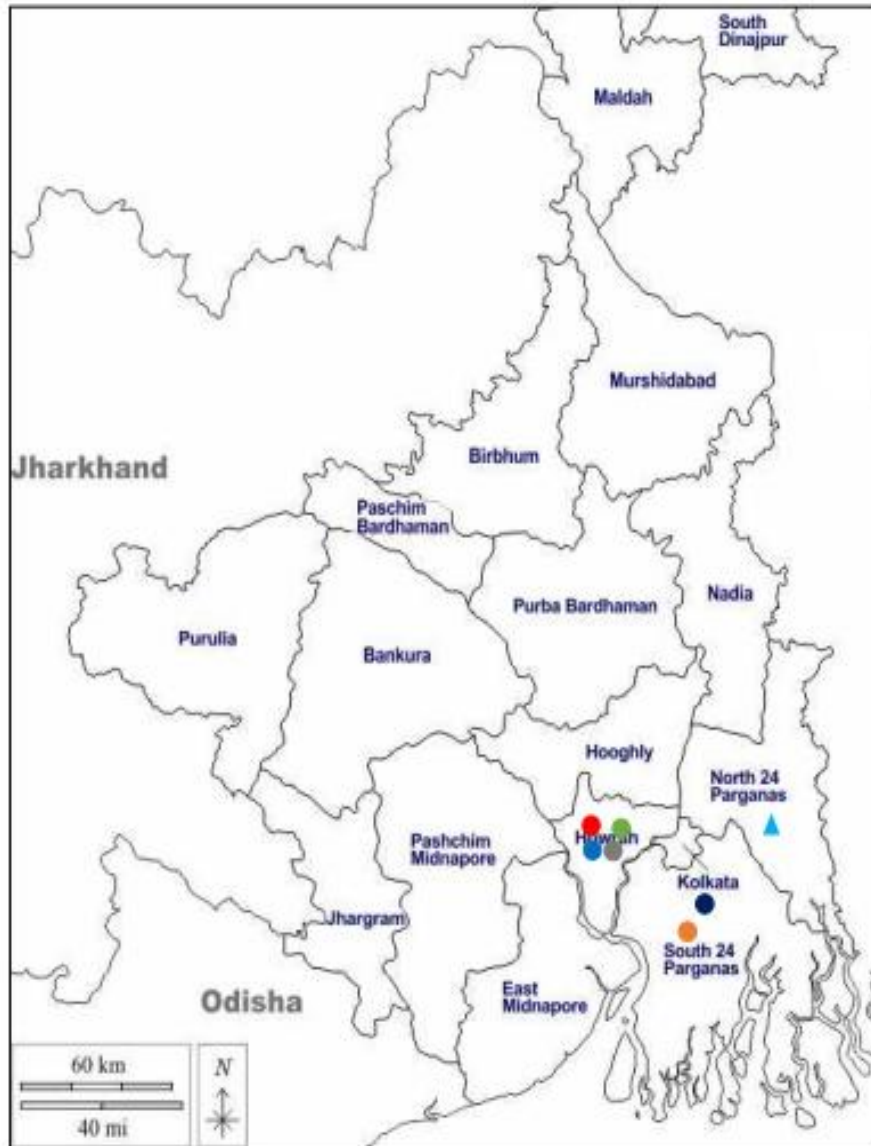 South
Dinajpur
Maldah
Murshidabad
Birbhum
Jharkhand
Paschim
Bardhaman
Purba Bardhaman
Nadia
Purulia
Bankura
Hooghly
North 24
Parganas
Howrah
Pashchim
Midnapore
Kolkata
Jhargram
South 24
Parganas
East
Midnapore
Odisha
60 km
40 mi
N